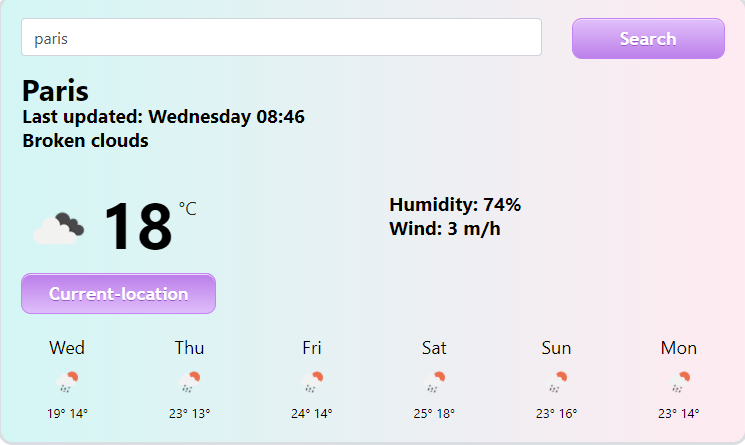 paris
Search
Paris
Last updated: Wednesday 08:46
Broken clouds
18 °C
Humidity: 74%
Wind: 3 m/h
Current-location
Wed Thu Fri Sat Sun Mon
19° 14° 23° 13° 24° 14° 25° 18° 23° 16° 23° 14°